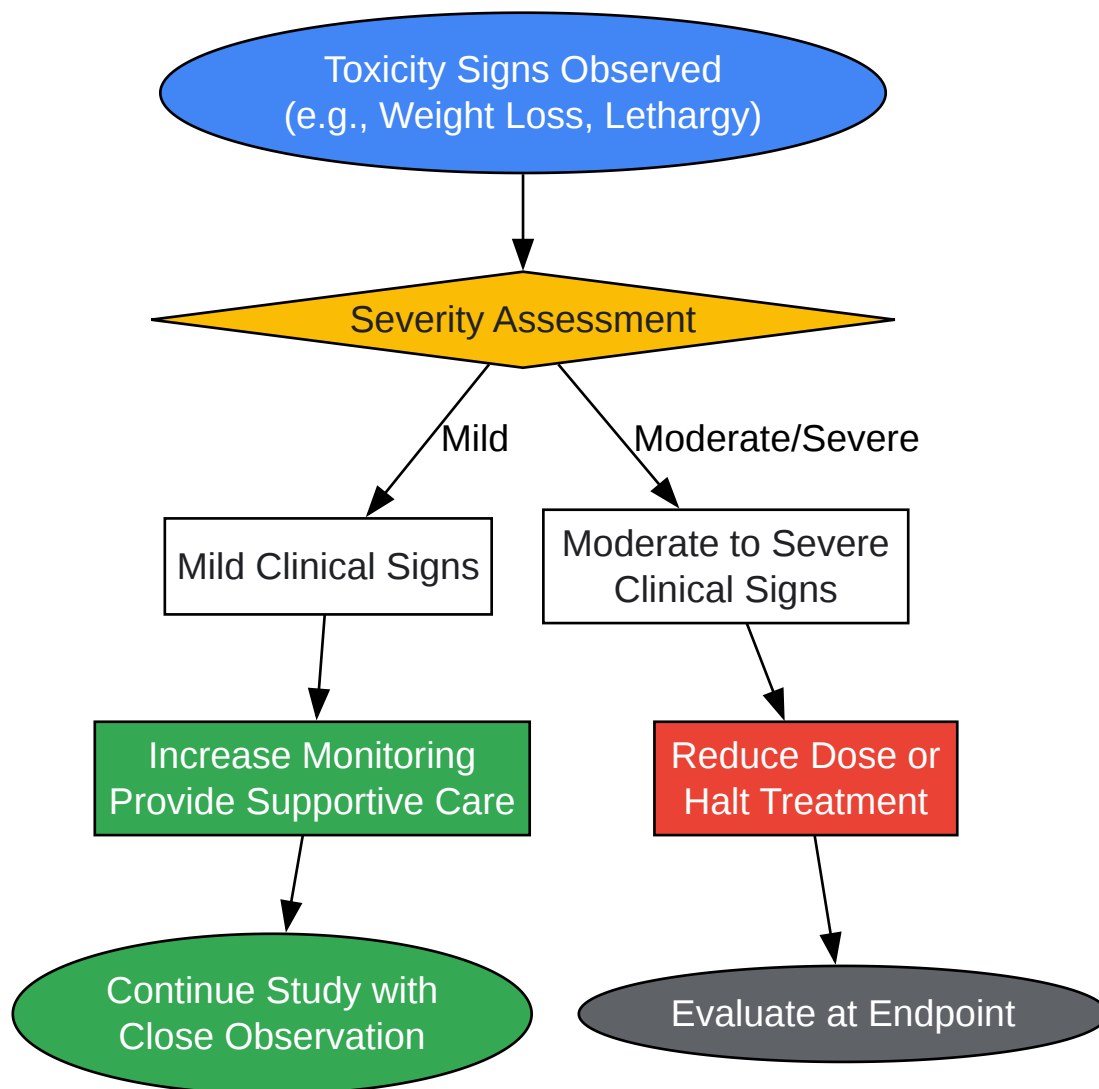 Toxicity Signs Observed
(e.g., Weight Loss, Lethargy)
Severity Assessment
Mild
Moderate/Severe
Mild Clinical Signs
Moderate to Severe
Clinical Signs
Increase Monitoring
Provide Supportive Care
Reduce Dose or
Halt Treatment
Continue Study with
Close Observation
Evaluate at Endpoint